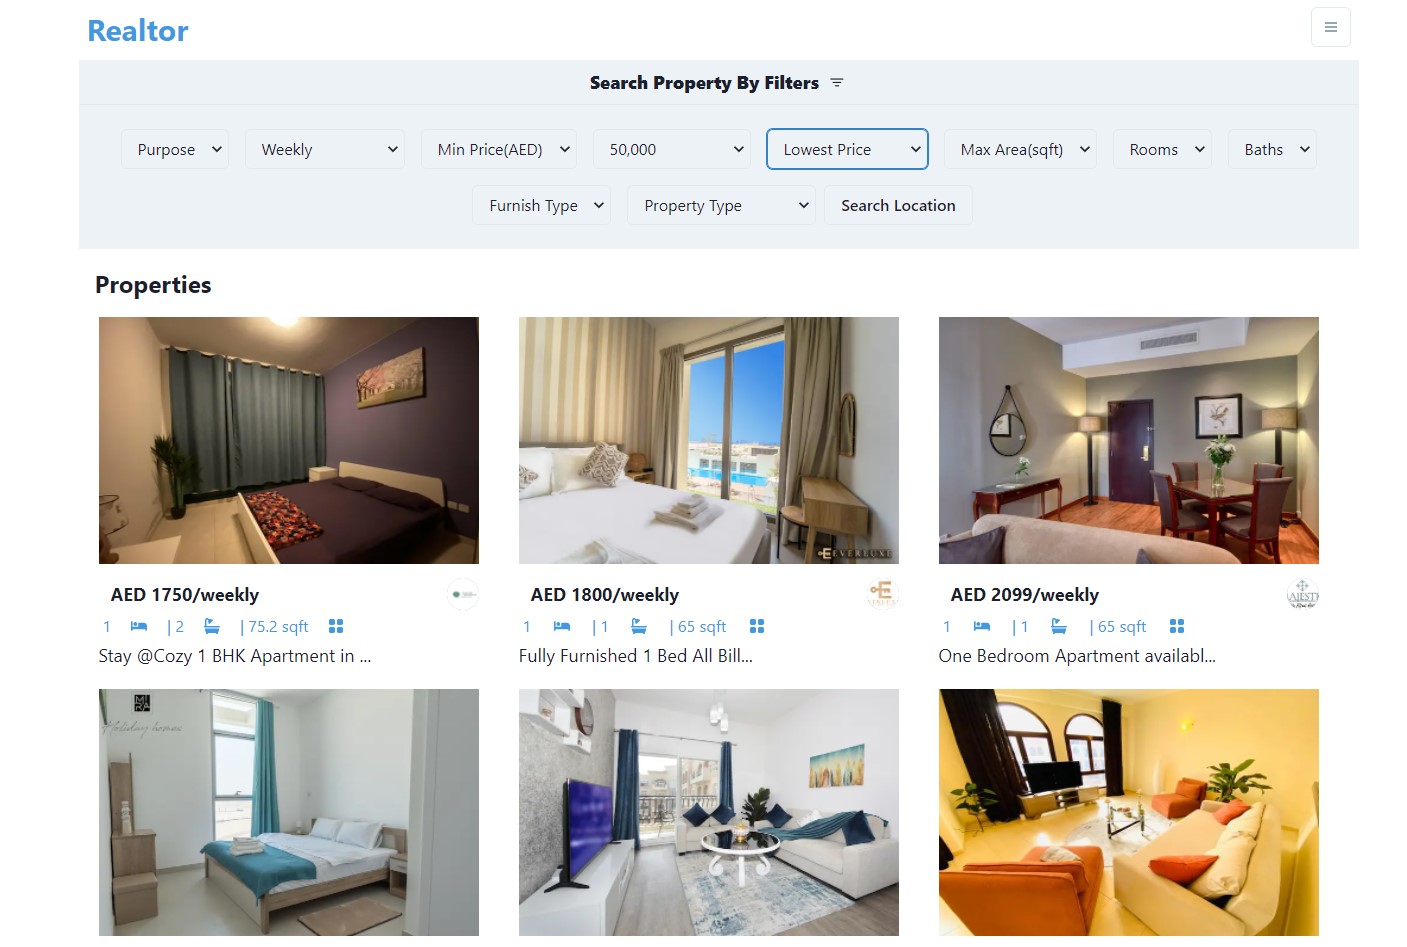 Realtor
Search Property By Filters
Purpose
Weekly
Min Price(AED)
50,000
Lowest Price
Max Area(sqft)
Rooms
Baths
Furnish Type
Property Type
Search Location
Properties
EVERLUXE
AED 1750/weekly
AED 1800/weekly
AED 2099/weekly
1 | 2 | 75.2 sqft
1 | 1 | 65 sqft
1 | 1 | 65 sqft
Stay @Cozy 1 BHK Apartment in ...
Fully Furnished 1 Bed All Bill...
One Bedroom Apartment availabl...
Holiday homes